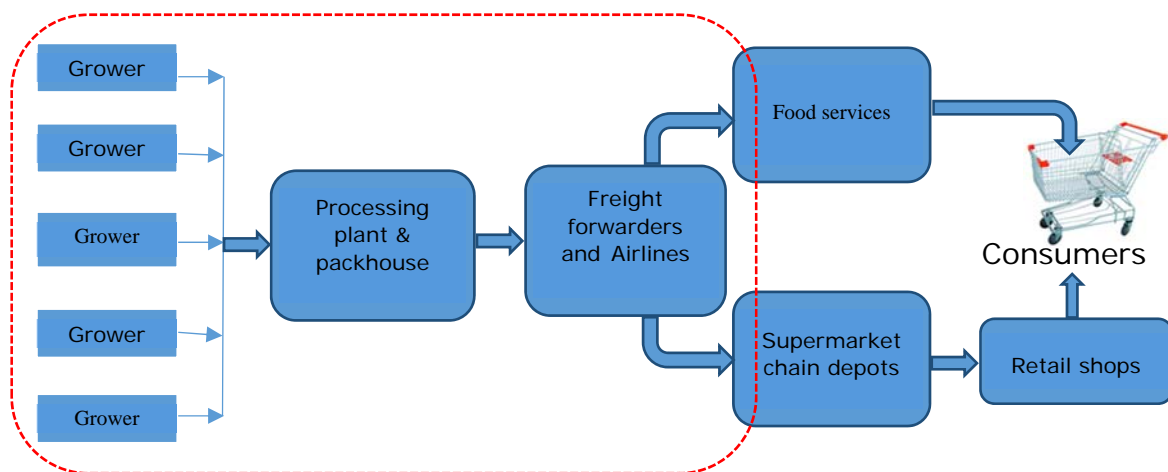 Grower
Grower
Grower
Grower
Grower
Processing
plant &
packhouse
Freight
forwarders
and Airlines
Food services
Supermarket
chain depots
Retail shops
Consumers